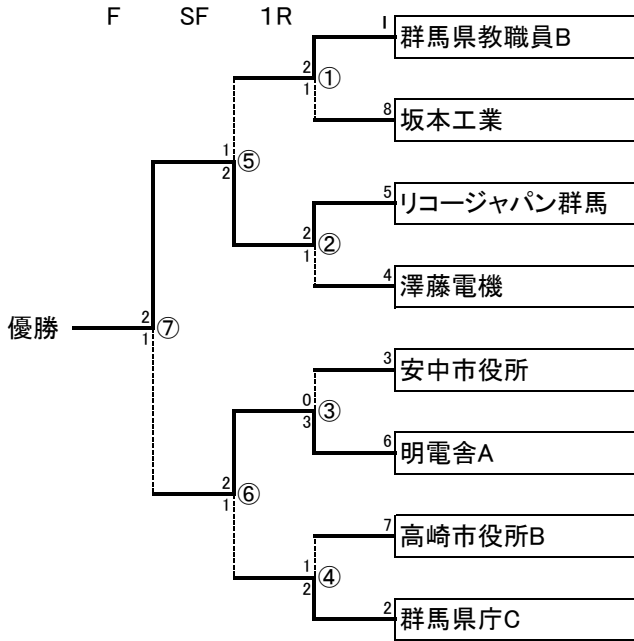 F SF 1R
1 群馬県教職員B
2 ①
1
8 坂本工業
1 ⑤
2
5 リコージャパン群馬
2 ②
1
4 澤藤電機
優勝 2 ⑦
1
3 安中市役所
0 ③
3
6 明電舎A
2 ⑥
1
7 高崎市役所B
1 ④
2
2 群馬県庁C